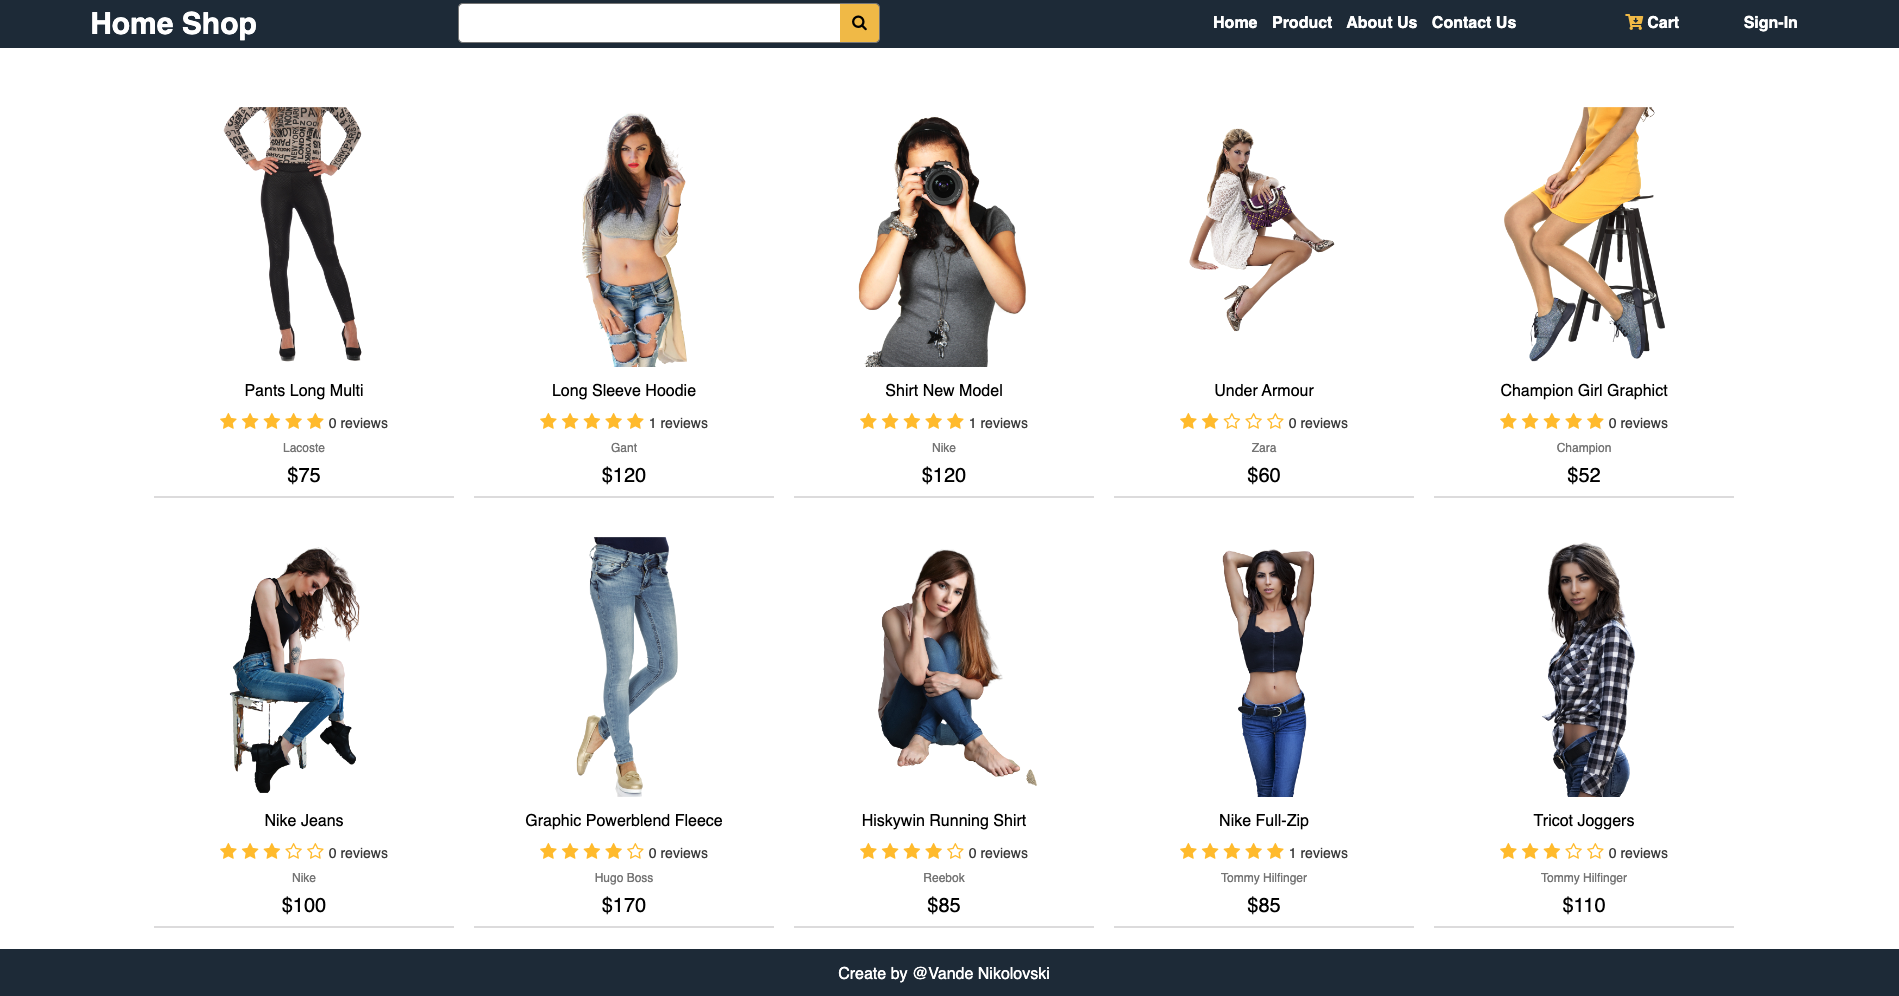 Home Shop
Home Product About Us Contact Us Cart Sign-In
Pants Long Multi
0 reviews
Lacoste
$75
Long Sleeve Hoodie
1 reviews
Gant
$120
Shirt New Model
1 reviews
Nike
$120
Under Armour
0 reviews
Zara
$60
Champion Girl Graphict
0 reviews
Champion
$52
Nike Jeans
0 reviews
Nike
$100
Graphic Powerblend Fleece
0 reviews
Hugo Boss
$170
Hiskywin Running Shirt
0 reviews
Reebok
$85
Nike Full-Zip
1 reviews
Tommy Hilfinger
$85
Tricot Joggers
0 reviews
Tommy Hilfinger
$110
Create by @Vande Nikolovski